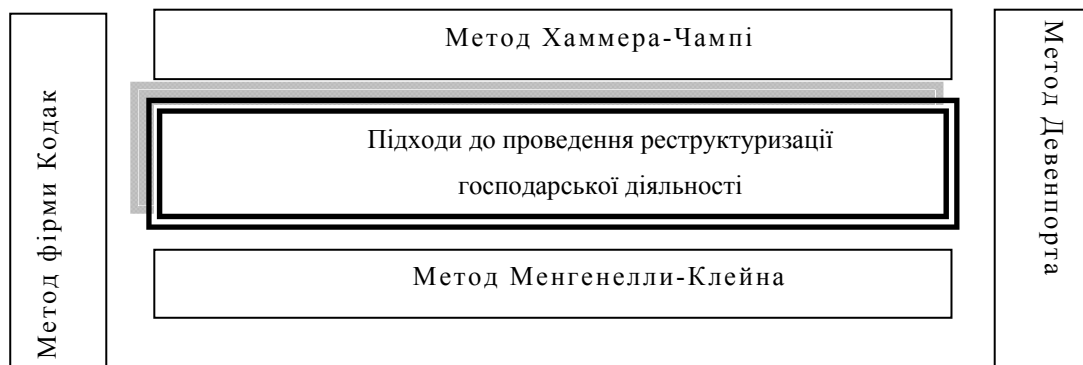 Метод Хаммера-Чампі
Метод фірми Кодак
Підходи до проведення реструктуризації
господарської діяльності
Метод Девенпорта
Метод Менгенелли-Клейна